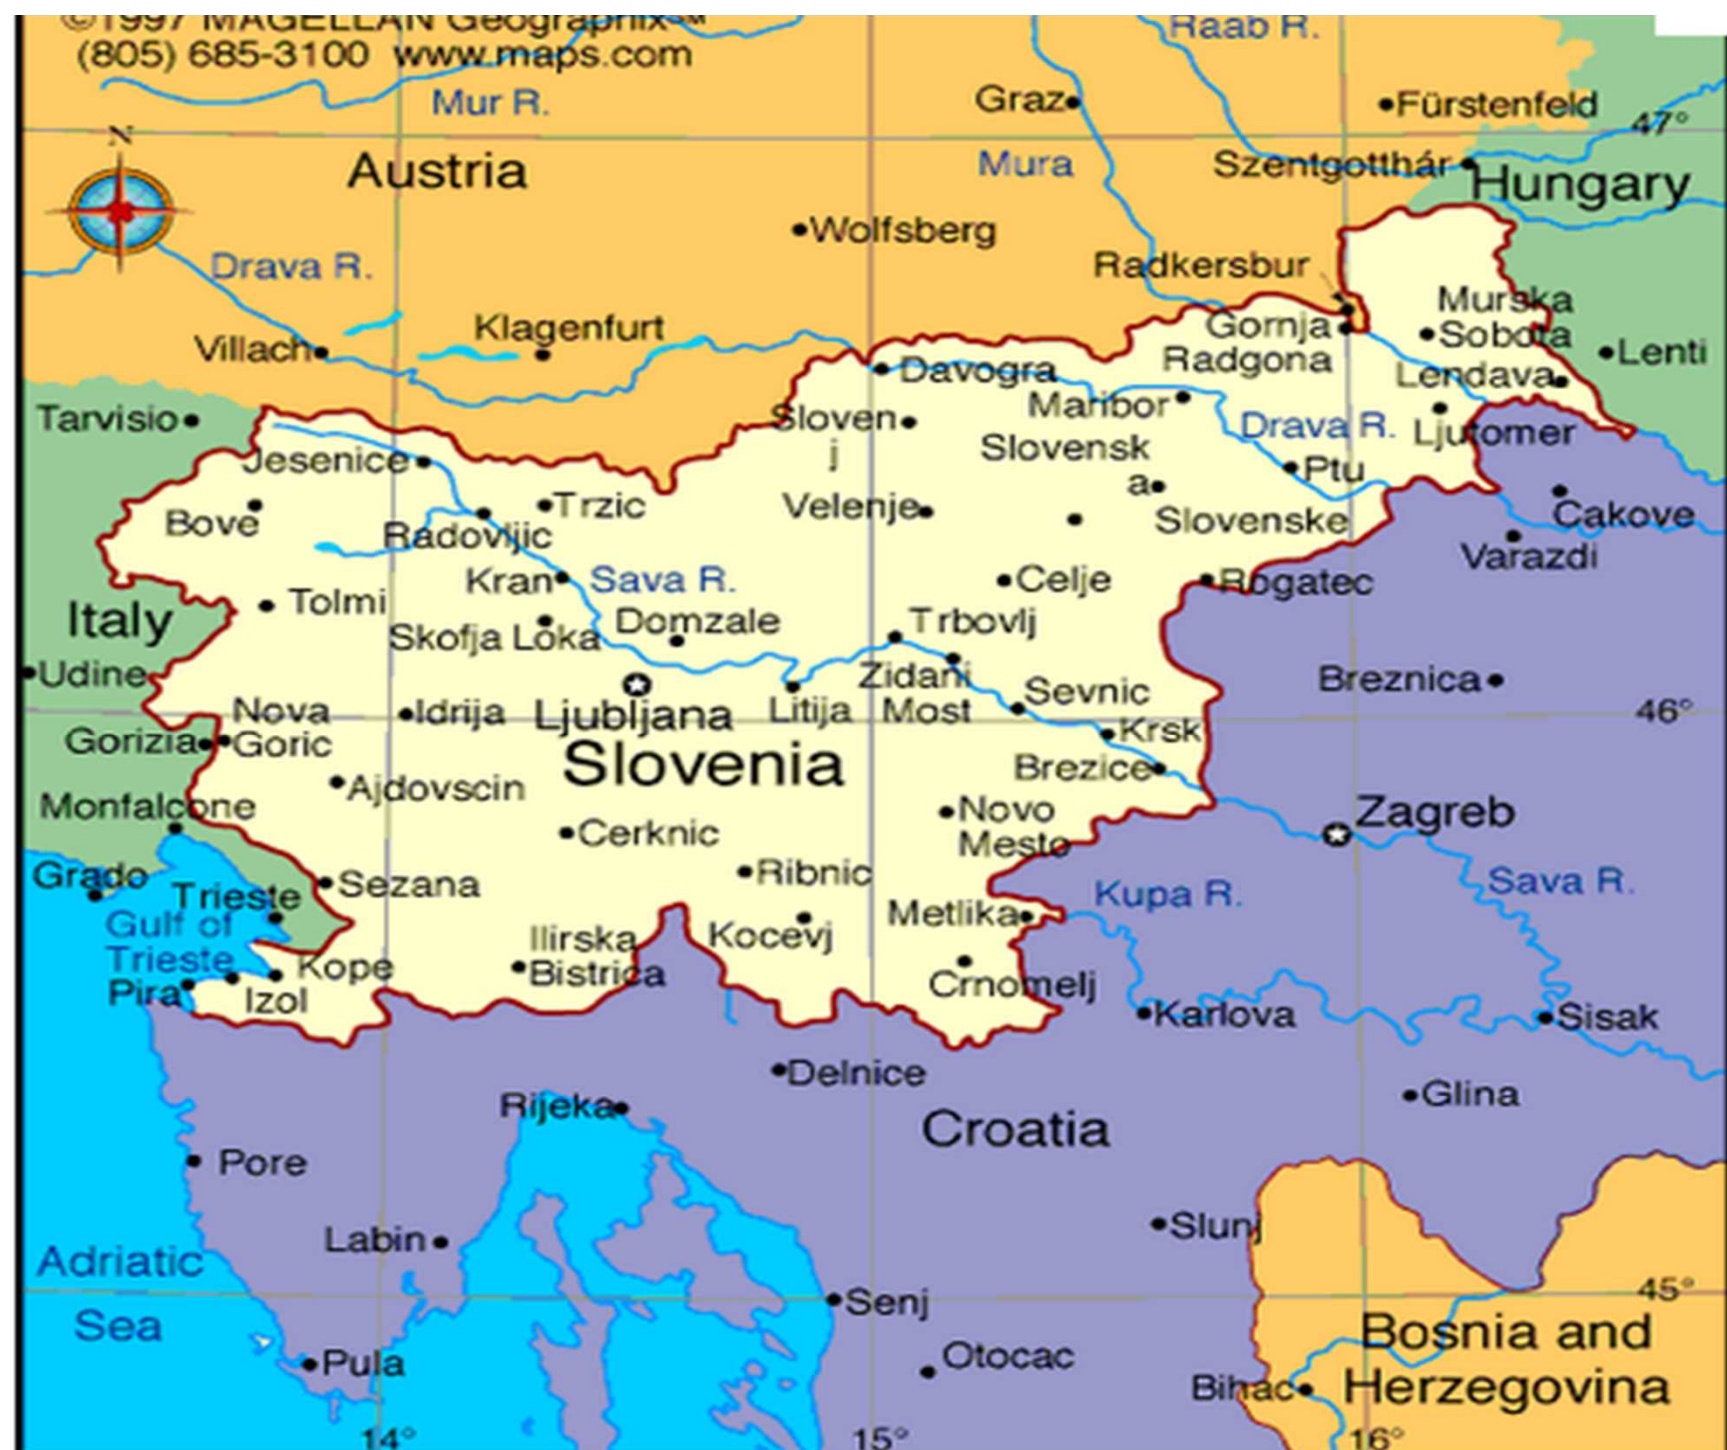 ©1997 MAGELLAN Geographix℠
(805) 685-3100 www.maps.com
Raab R.
Mur R.
Graz
Fürstenfeld
47°
N
Austria
Mura
Szentgotthár
Hungary
Wolfsberg
Drava R.
Radkersbur
Murska
Sobota
Klagenfurt
Gornja
Radgona
Villach
Lenti
Davogra
Lendava
Maribor
Tarvisio
Sloven
j
Drava R.
Ljutomer
Slovensk
a
Jesenice
Ptu
Trzic
Velenje
Bove
Radovljic
Slovenske
Cakove
Varazdi
Kran
Sava R.
Celje
Rogatec
Tolmi
Italy
Skofja Loka
Domzale
Trbovlj
Udine
Zidani
Most
Sevnic
Breznica
Nova
Goric
Idrija
Ljubljana
Litija
46°
Gorizia
Krsk
Slovenia
Brezice
Ajdovscin
Monfalcone
Novo
Mesto
Zagreb
Cerknic
Grado
Trieste
Sezana
Ribnic
Kupa R.
Sava R.
Gulf of
Trieste
Metlika
Ilirska
Bistrica
Kocevj
Kope
Pira
Izol
Crnomelj
Karlova
Sisak
Delnice
Rijeka
Croatia
Glina
Pore
Slunj
Labin
Adriatic
Sea
Senj
45°
Bosnia and
Herzegovina
Pula
Otocac
Bihac
14°
15°
16°